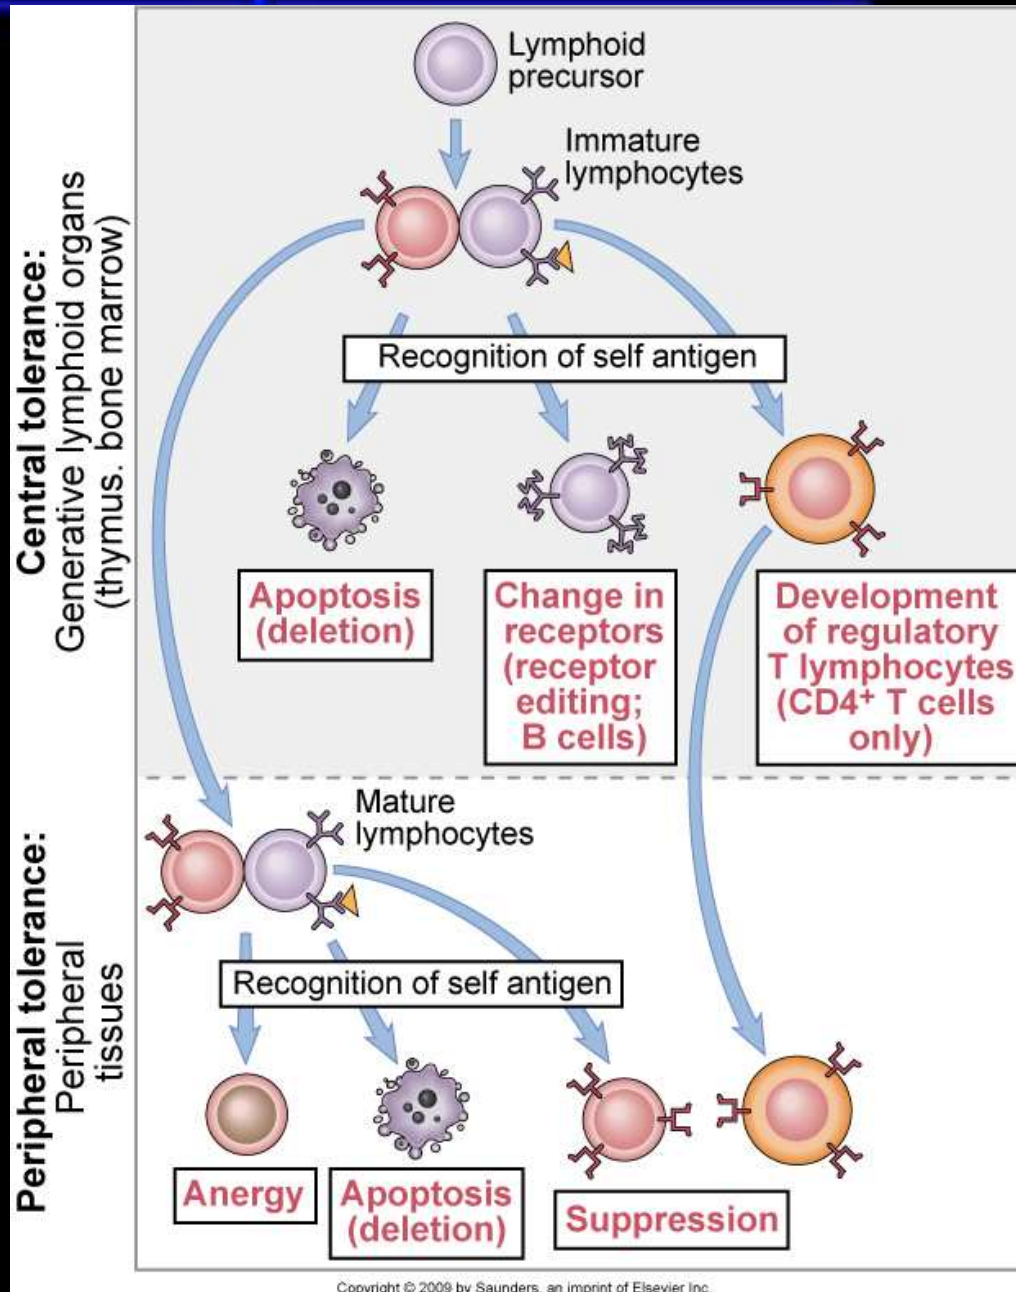 Lymphoid
precursor
Immature
lymphocytes
Recognition of self antigen
Central tolerance:
Generative lymphoid organs
(thymus. bone marrow)
Apoptosis
(deletion)
Change in
receptors
(receptor
editing;
B cells)
Development
of regulatory
T lymphocytes
(CD4⁺ T cells
only)
Mature
lymphocytes
Recognition of self antigen
Peripheral tolerance:
Peripheral
tissues
Anergy
Apoptosis
(deletion)
Suppression
Copyright © 2009 by Saunders, an imprint of Elsevier Inc.